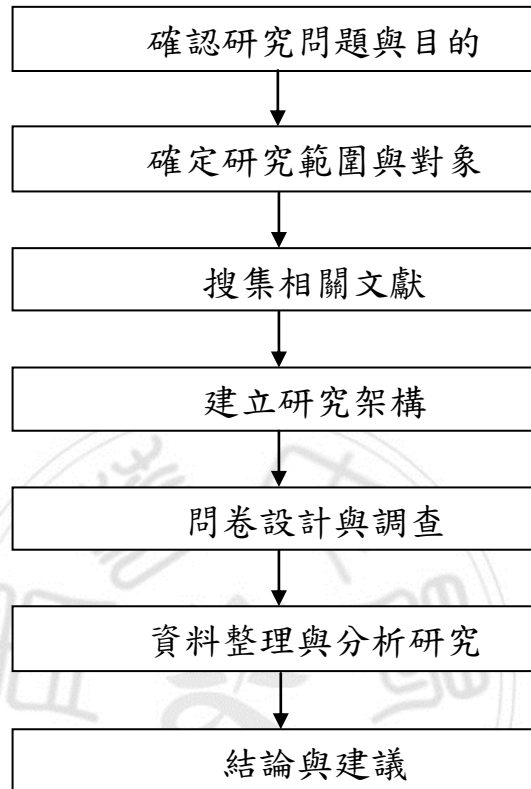 確認研究問題與目的
確定研究範圍與對象
搜集相關文獻
建立研究架構
問卷設計與調查
資料整理與分析研究
結論與建議